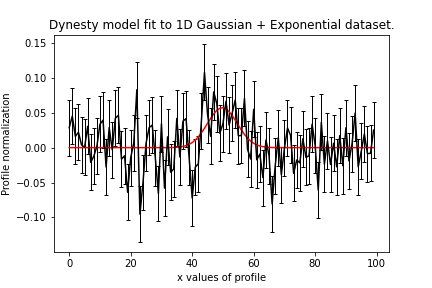 Dynesty model fit to 1D Gaussian + Exponential dataset.
0.15
0.10
0.05
0.00
−0.05
−0.10
Profile normalization
0 20 40 60 80 100
x values of profile